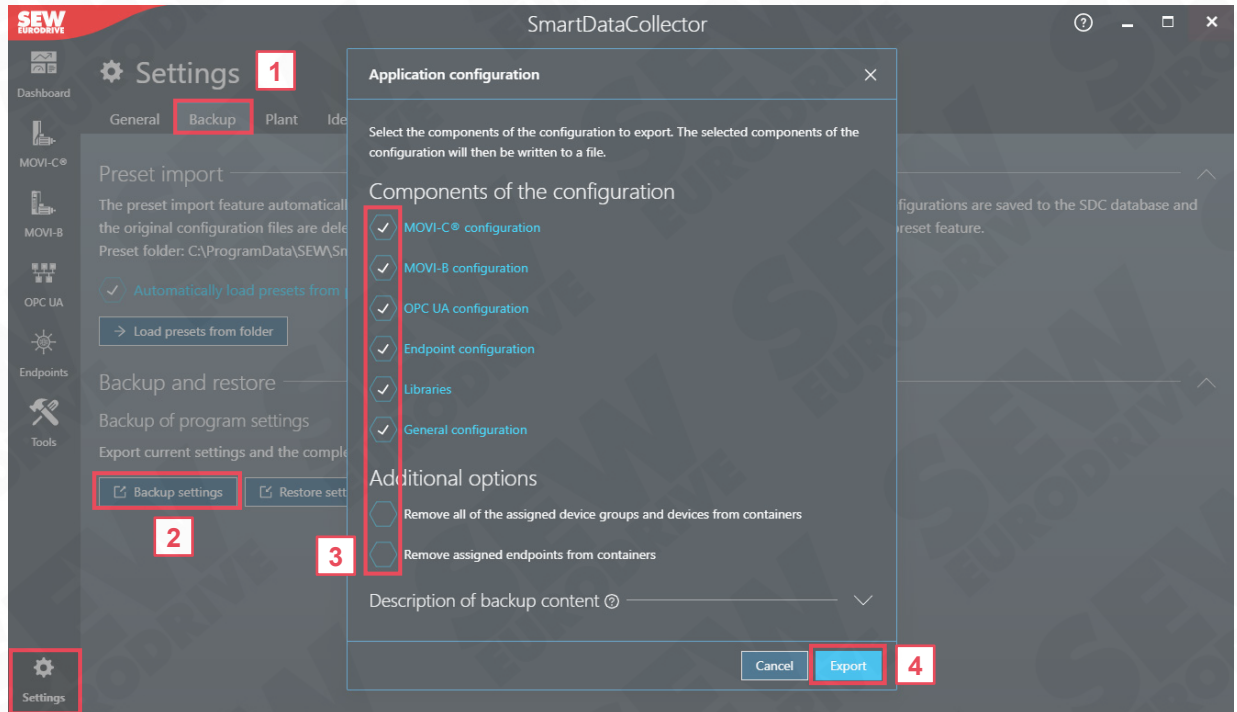 SEW
EURODRIVE
SmartDataCollector
Dashboard
MOVI-C®
MOVI-B
OPC UA
Endpoints
Tools
Settings
Settings
1
General Backup Plant Ide
Preset import
The preset import feature automaticall
figurations are saved to the SDC database and
the original configuration files are dele
reset feature.
Preset folder: C:\ProgramData\SEW\Sm
Automatically load presets from
Load presets from folder
Backup and restore
Backup of program settings
Export current settings and the comple
Backup settings
Restore sett
2
Application configuration
Select the components of the configuration to export. The selected components of the
configuration will then be written to a file.
Components of the configuration
MOVI-C® configuration
MOVI-B configuration
OPC UA configuration
Endpoint configuration
Libraries
General configuration
Additional options
Remove all of the assigned device groups and devices from containers
Remove assigned endpoints from containers
3
Description of backup content
Cancel
Export
4